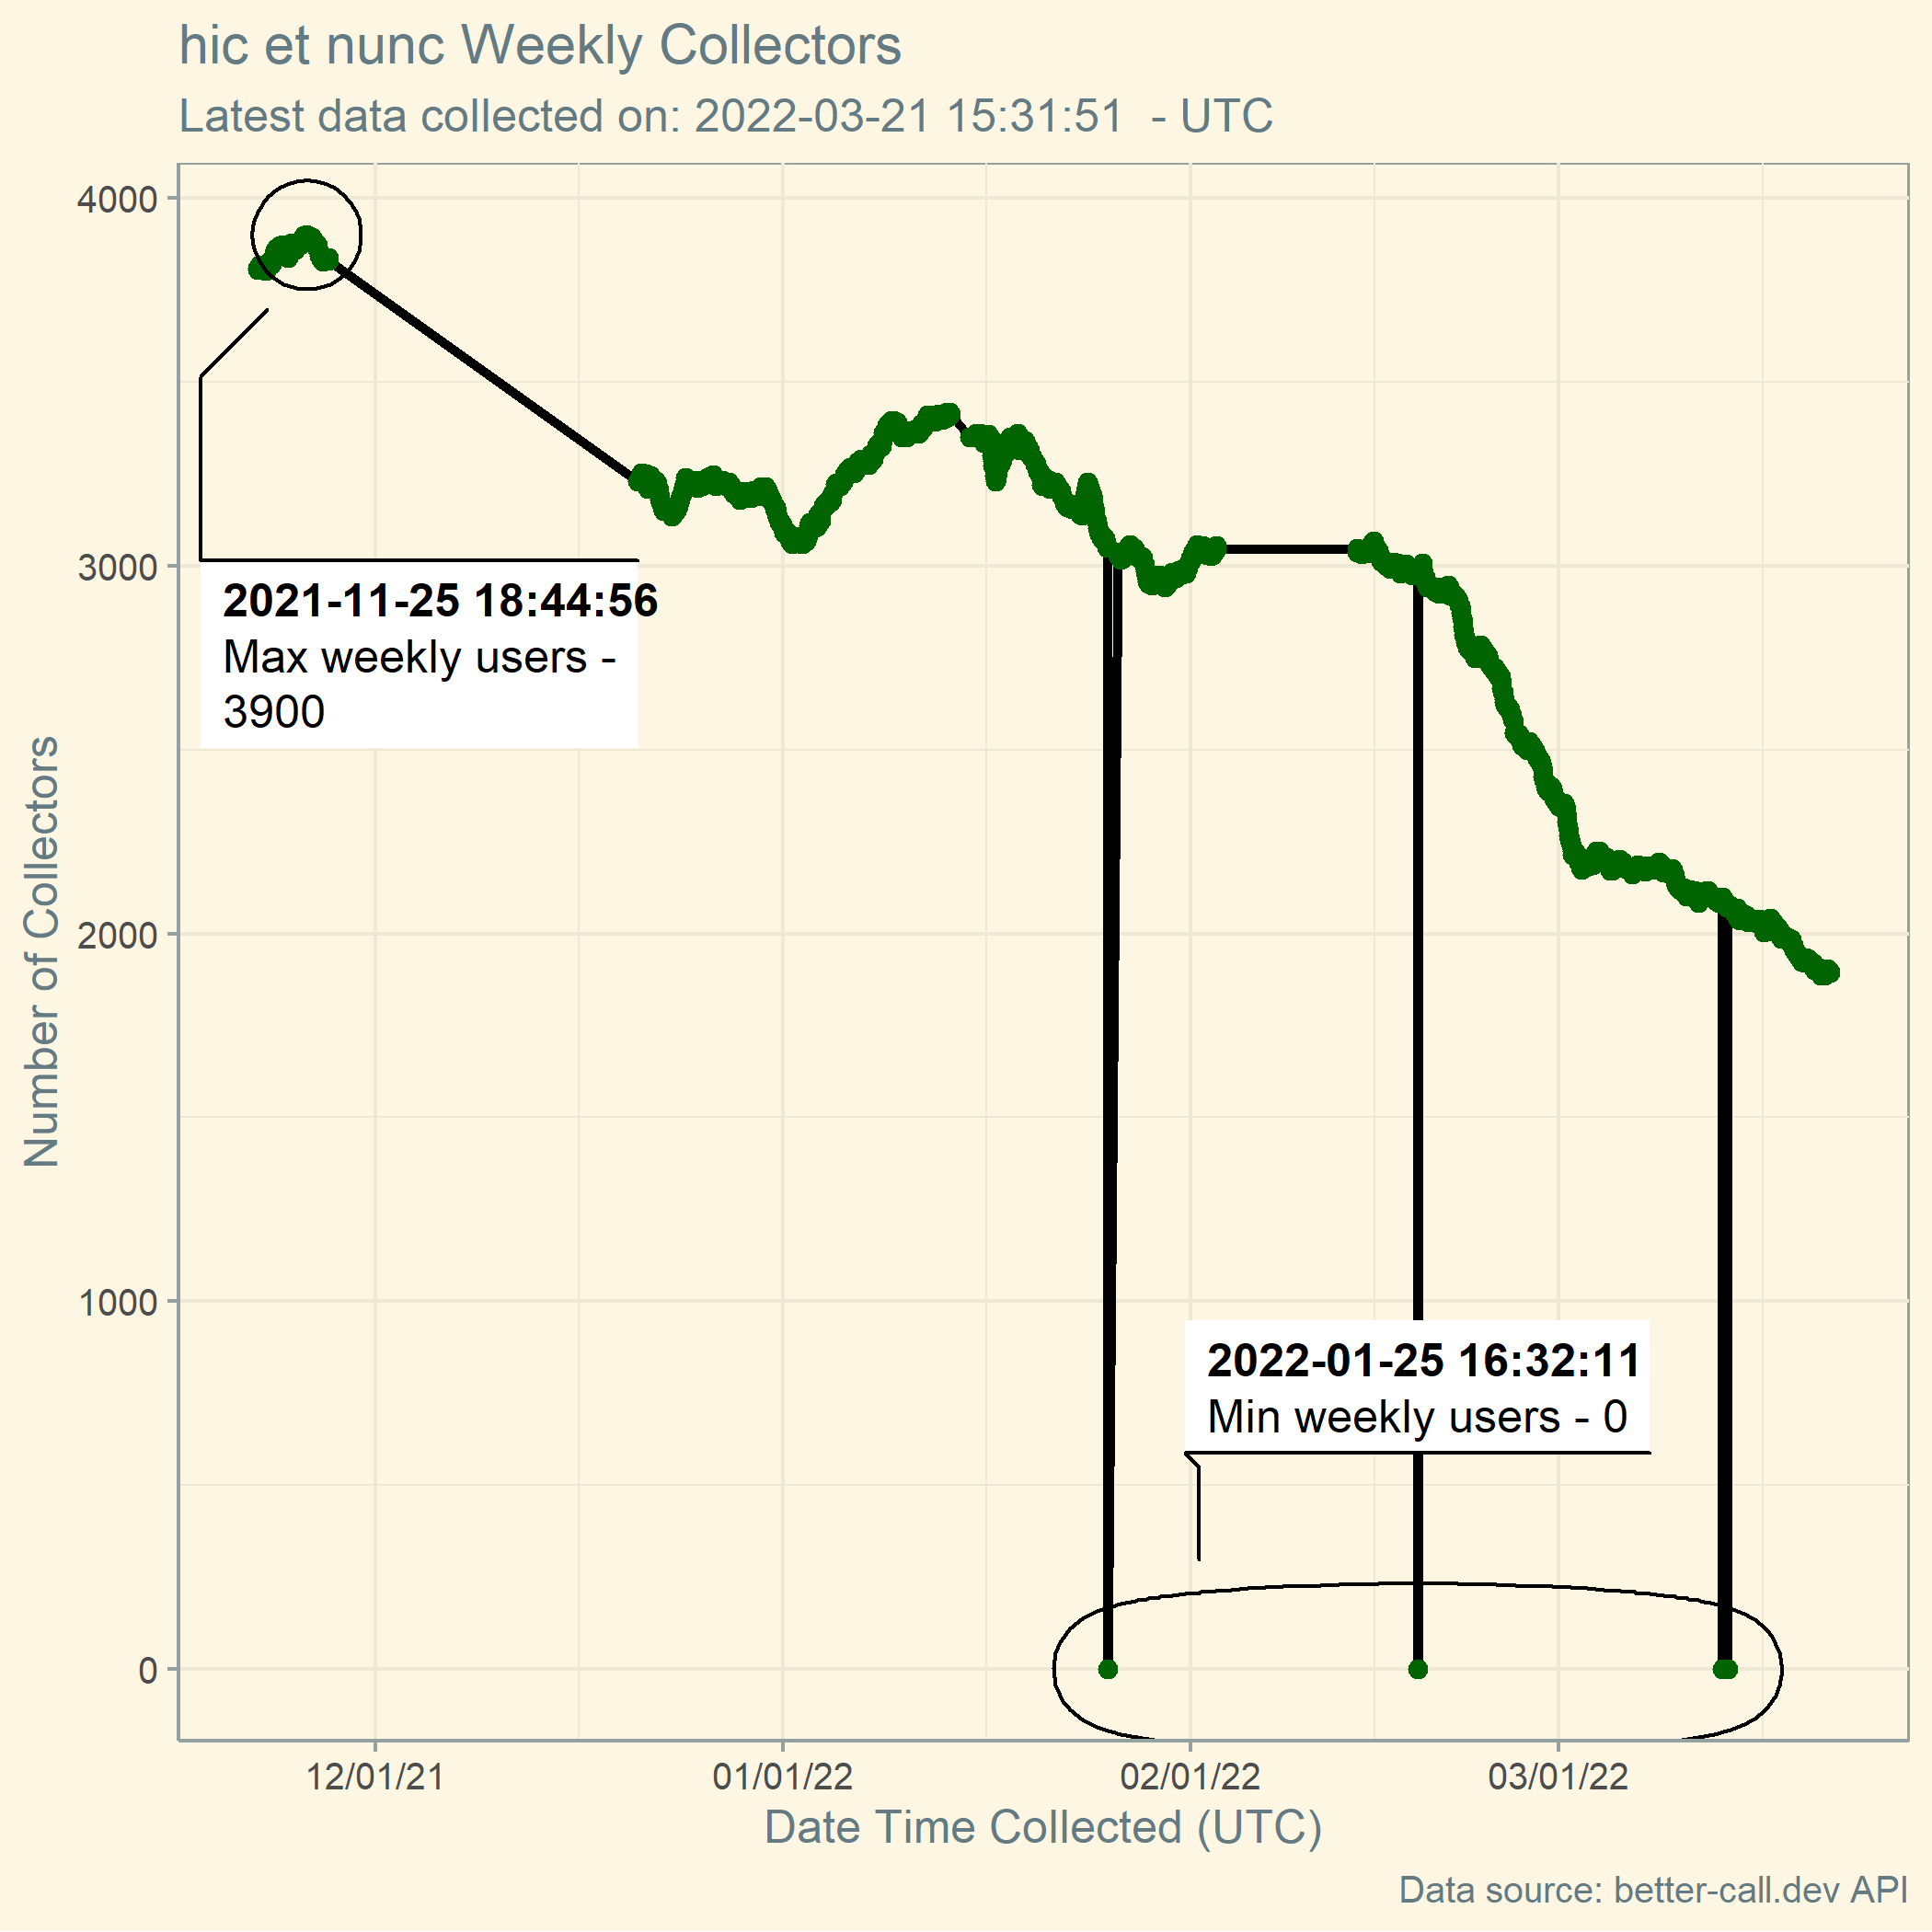 hic et nunc Weekly Collectors
Latest data collected on: 2022-03-21 15:31:51  - UTC
Number of Collectors
4000
3000
2000
1000
0
2021-11-25 18:44:56
Max weekly users -
3900
2022-01-25 16:32:11
Min weekly users - 0
12/01/21
01/01/22
02/01/22
03/01/22
Date Time Collected (UTC)
Data source: better-call.dev API